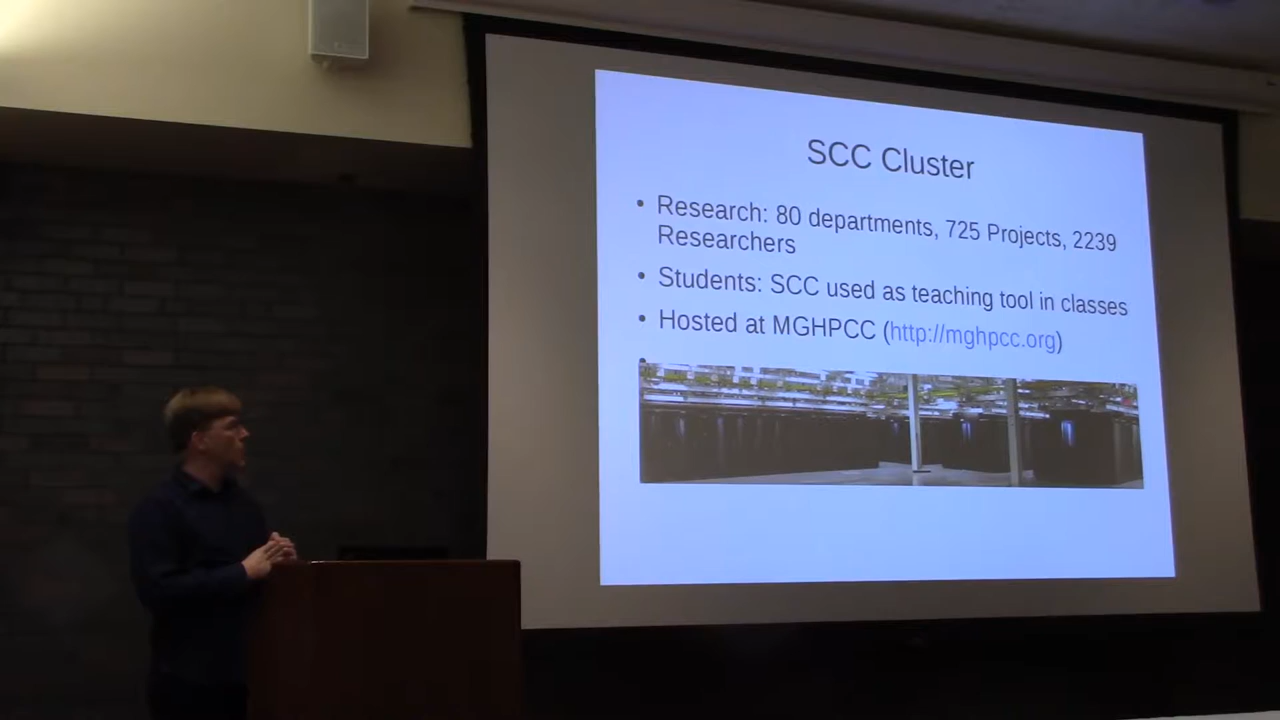 SCC Cluster
• Research: 80 departments, 725 Projects, 2239
Researchers
• Students: SCC used as teaching tool in classes
• Hosted at MGHPCC (http://mghpcc.org)
•